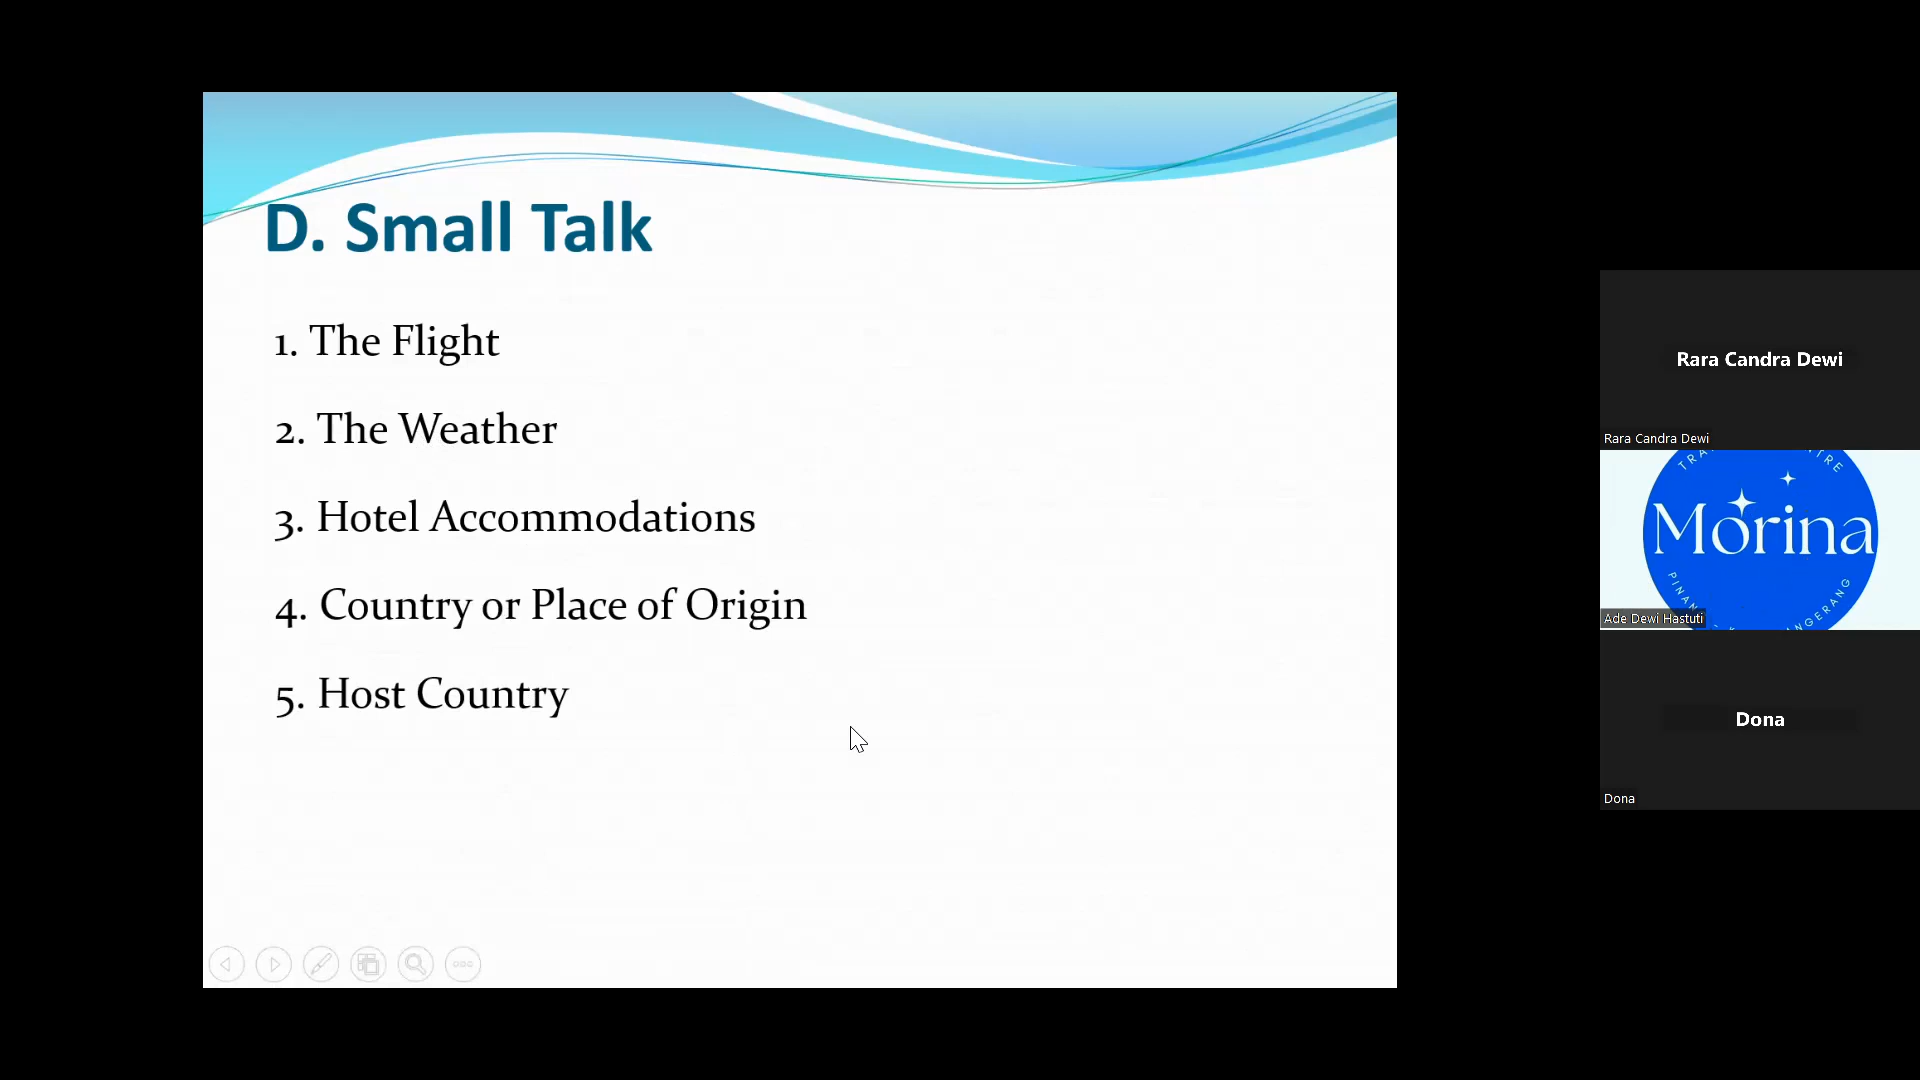 D. Small Talk
1. The Flight
2. The Weather
3. Hotel Accommodations
4. Country or Place of Origin
5. Host Country
Rara Candra Dewi
Rara Candra Dewi
Morina
Ade Dewi Hastuti
Dona
Dona